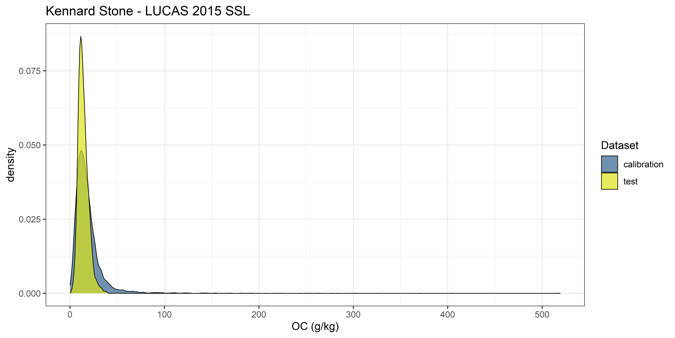 Kennard Stone - LUCAS 2015 SSL
0.075
0.050
0.025
0.000
density
0
100
200
300
400
500
OC (g/kg)
Dataset
calibration
test